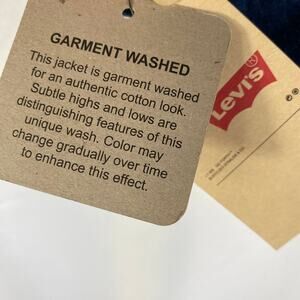 GARMENT WASHED
This jacket is garment washed
for an authentic cotton look.
Subtle highs and lows are
distinguishing features of this
unique wash. Color may
change gradually over time
to enhance this effect.
Levi's